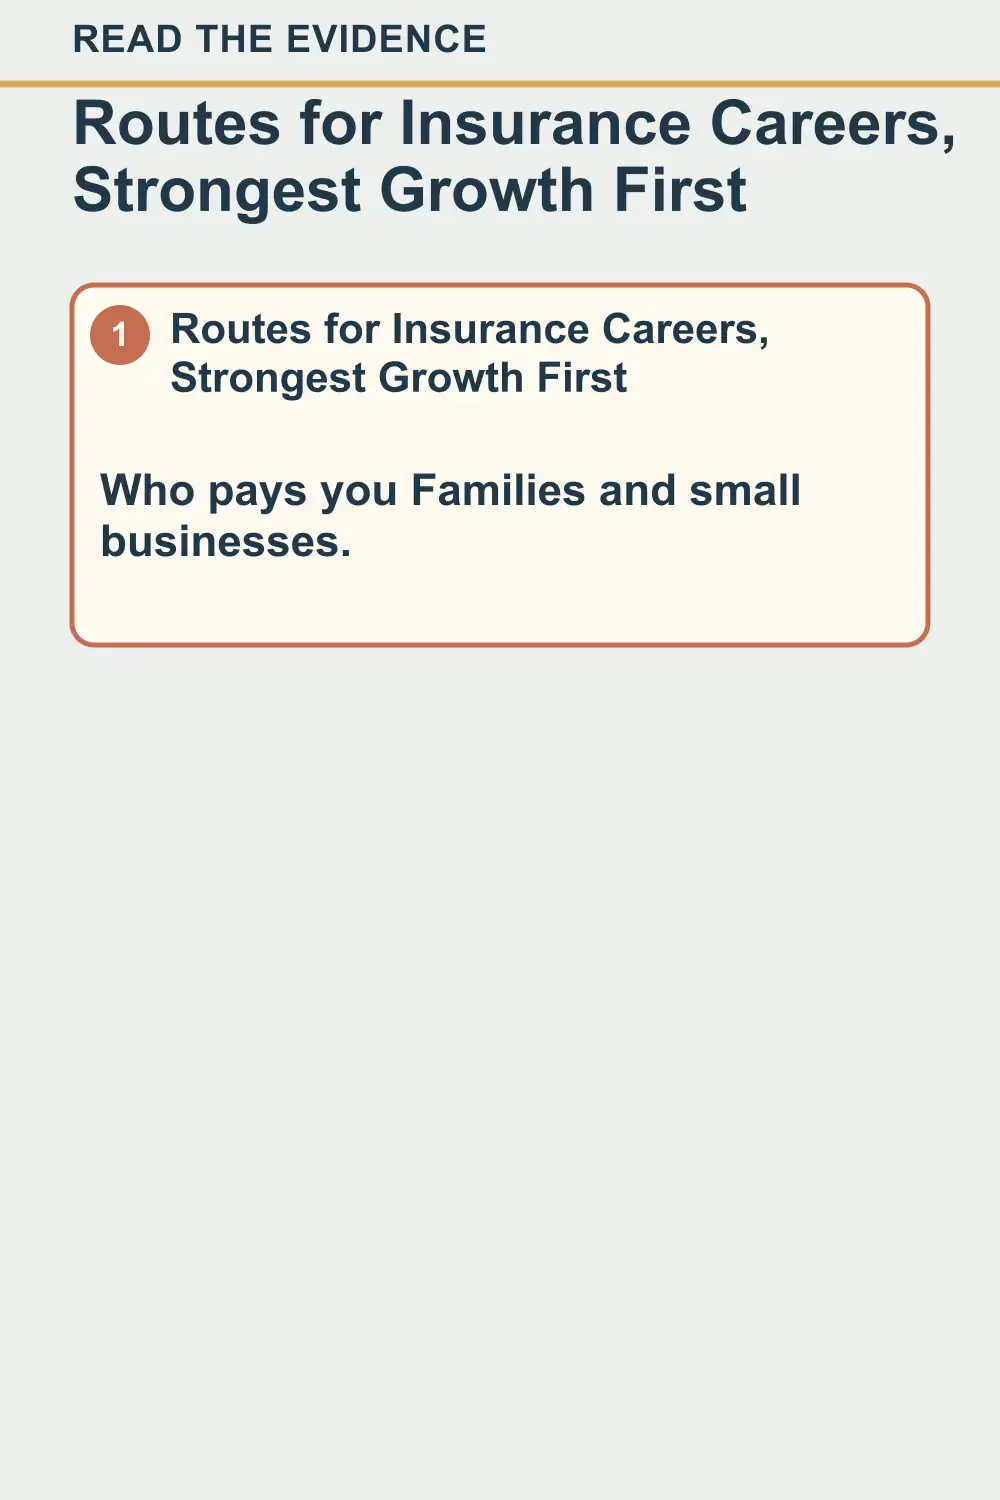 READ THE EVIDENCE
Routes for Insurance Careers,
Strongest Growth First
1
Routes for Insurance Careers,
Strongest Growth First
Who pays you Families and small
businesses.